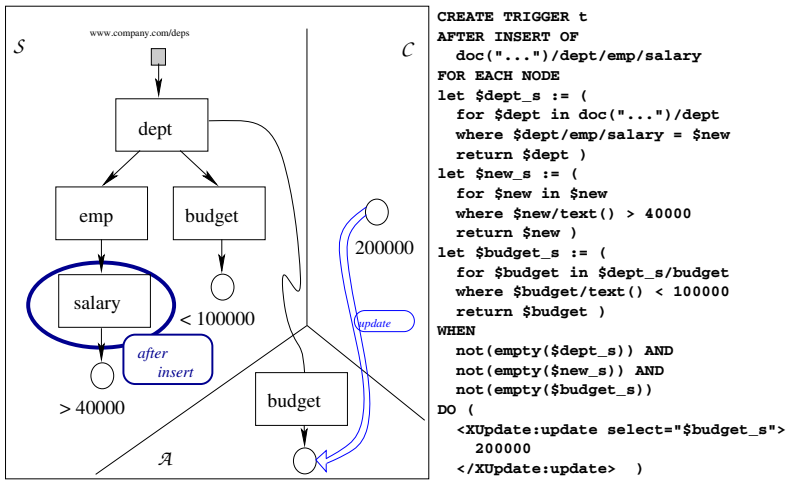 www.company.com/deps
S
C
dept
emp
budget
200000
salary
< 100000
update
after
insert
> 40000
budget
A
CREATE TRIGGER t
AFTER INSERT OF
doc("...")/dept/emp/salary
FOR EACH NODE
let $dept_s := (
for $dept in doc("...")/dept
where $dept/emp/salary = $new
return $dept )
let $new_s := (
for $new in $new
where $new/text() > 40000
return $new )
let $budget_s := (
for $budget in $dept_s/budget
where $budget/text() < 100000
return $budget )
WHEN
not(empty($dept_s)) AND
not(empty($new_s)) AND
not(empty($budget_s))
DO (
<XUpdate:update select="$budget_s">
200000
</XUpdate:update>  )